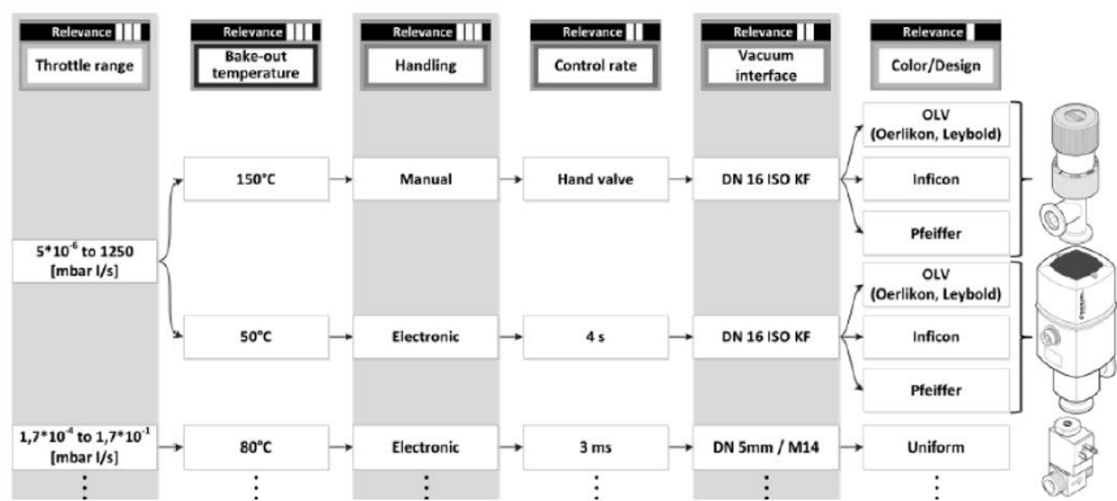 Relevance
Throttle range
Relevance
Bake-out
temperature
Relevance
Handling
Relevance
Control rate
Relevance
Vacuum
interface
Relevance
Color/Design
5*10⁻⁶ to 1250
[mbar l/s]
150°C
Manual
Hand valve
DN 16 ISO KF
OLV
(Oerlikon, Leybold)
Inficon
Pfeiffer
50°C
Electronic
4 s
DN 16 ISO KF
OLV
(Oerlikon, Leybold)
Inficon
Pfeiffer
1,7*10⁻⁴ to 1,7*10⁻¹
[mbar l/s]
80°C
Electronic
3 ms
DN 5mm / M14
Uniform